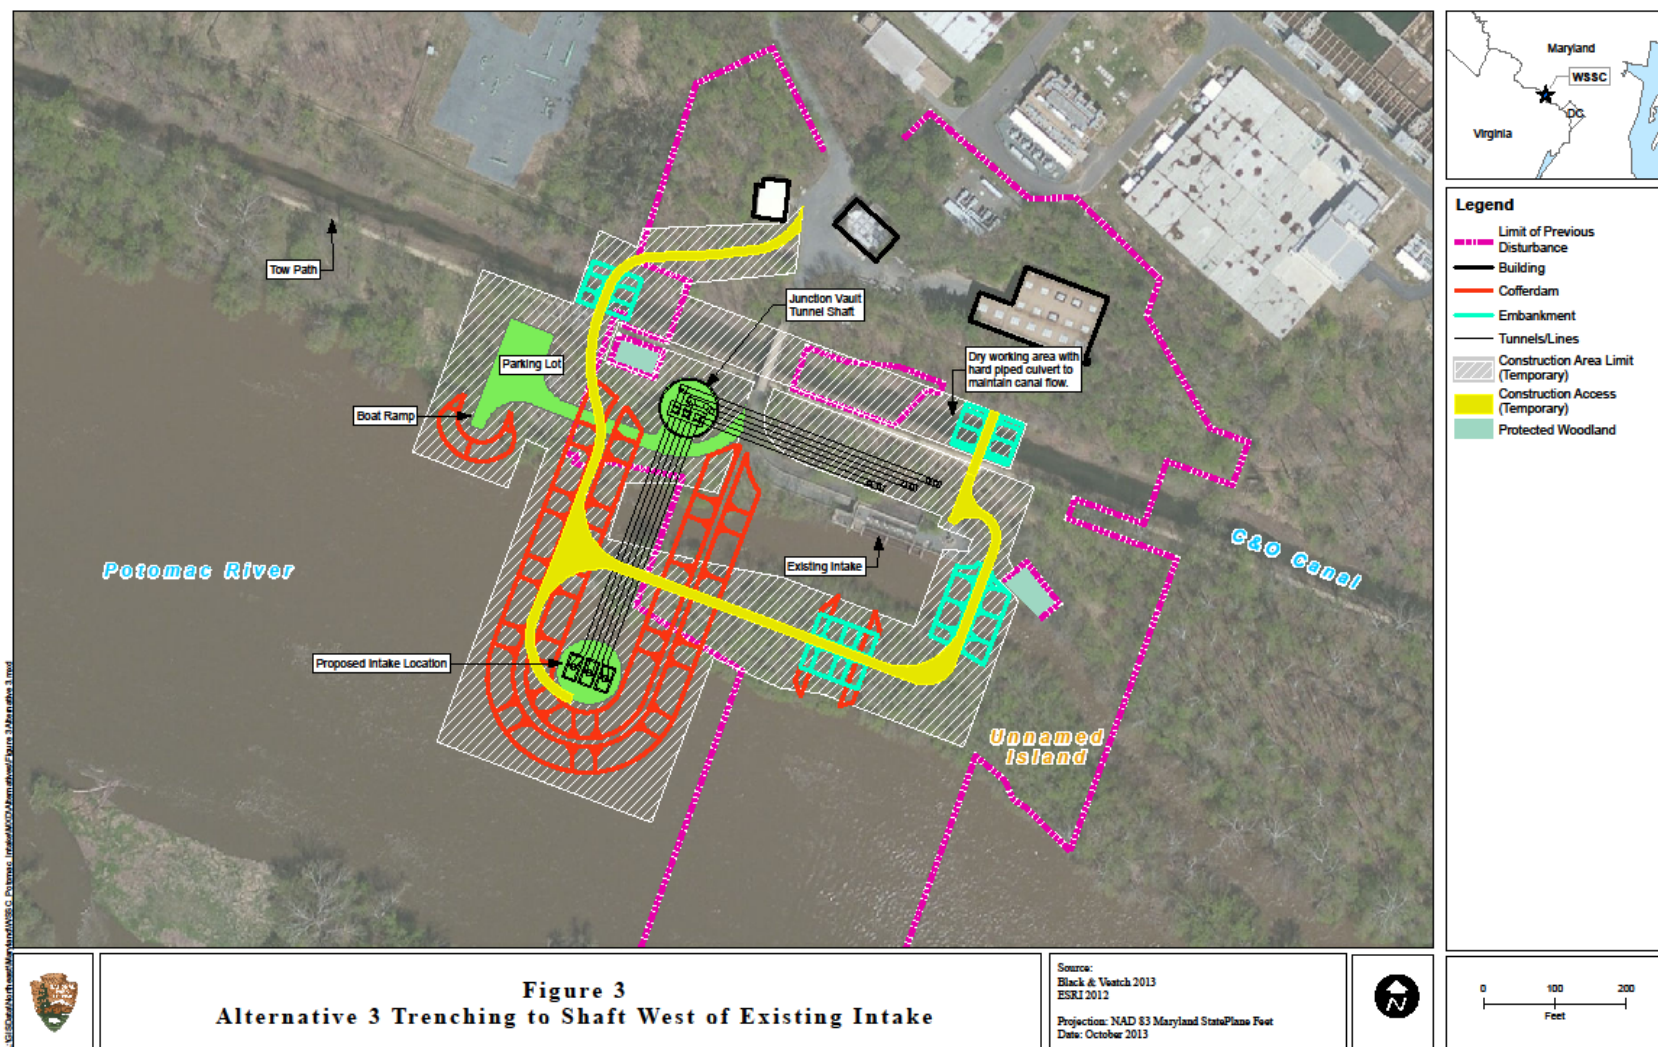 Tow Path
Junction Vault
Tunnel Shaft
Parking Lot
Boat Ramp
Dry working area with
hard piped culvert to
maintain canal flow.
Existing Intake
Proposed Intake Location
Potomac River
C&O Canal
Unnamed
Island
Maryland
WSSC
DC
Virginia
Legend
Limit of Previous
Disturbance
Building
Cofferdam
Embankment
Tunnels/Lines
Construction Area Limit
(Temporary)
Construction Access
(Temporary)
Protected Woodland
Figure 3
Alternative 3 Trenching to Shaft West of Existing Intake
Source:
Black & Veatch 2013
ESRI 2012
Projection: NAD 83 Maryland StatePlane Feet
Date: October 2013
N
0 100 200
Feet